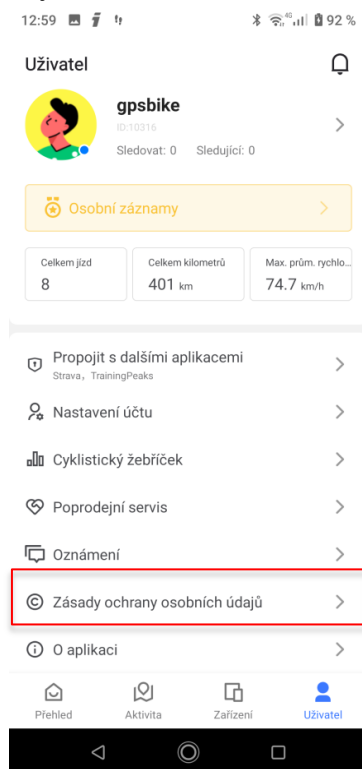 12:59 92 %
Uživatel
gpsbike
ID:10316
Sledovat: 0 Sledující: 0
Osobní záznamy
Celkem jízd Celkem kilometrů Max. prům. rychlo...
8 401 km 74.7 km/h
Propojit s dalšími aplikacemi
Strava, TrainingPeaks
Nastavení účtu
Cyklistický žebříček
Poprodejní servis
Oznámení
Zásady ochrany osobních údajů
O aplikaci
Přehled Aktivita Zařízení Uživatel